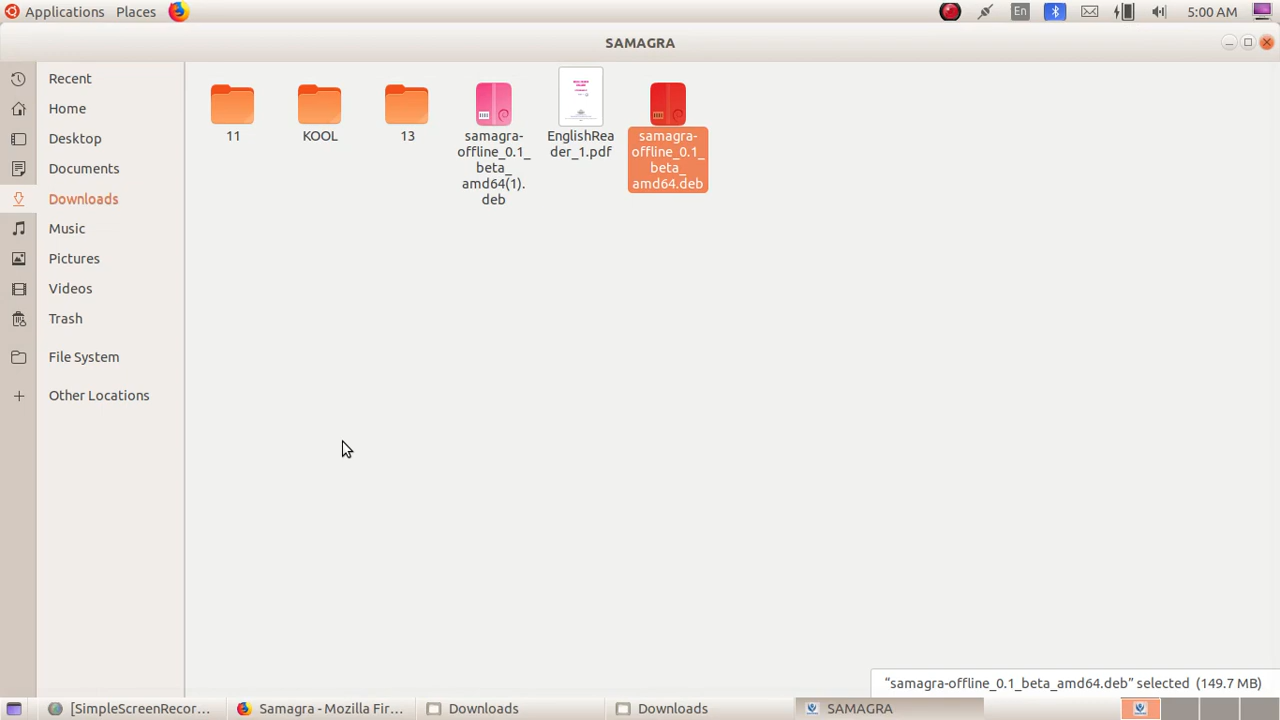 Applications Places
En
5:00 AM
SAMAGRA
Recent
Home
Desktop
Documents
Downloads
Music
Pictures
Videos
Trash
File System
Other Locations
11
KOOL
13
samagra-
offline_0.1_
beta_
amd64(1).
deb
EnglishRea
der_1.pdf
samagra-
offline_0.1_
beta_
amd64.deb
“samagra-offline_0.1_beta_amd64.deb” selected (149.7 MB)
[SimpleScreenRecor...
Samagra - Mozilla Fir...
Downloads
Downloads
SAMAGRA